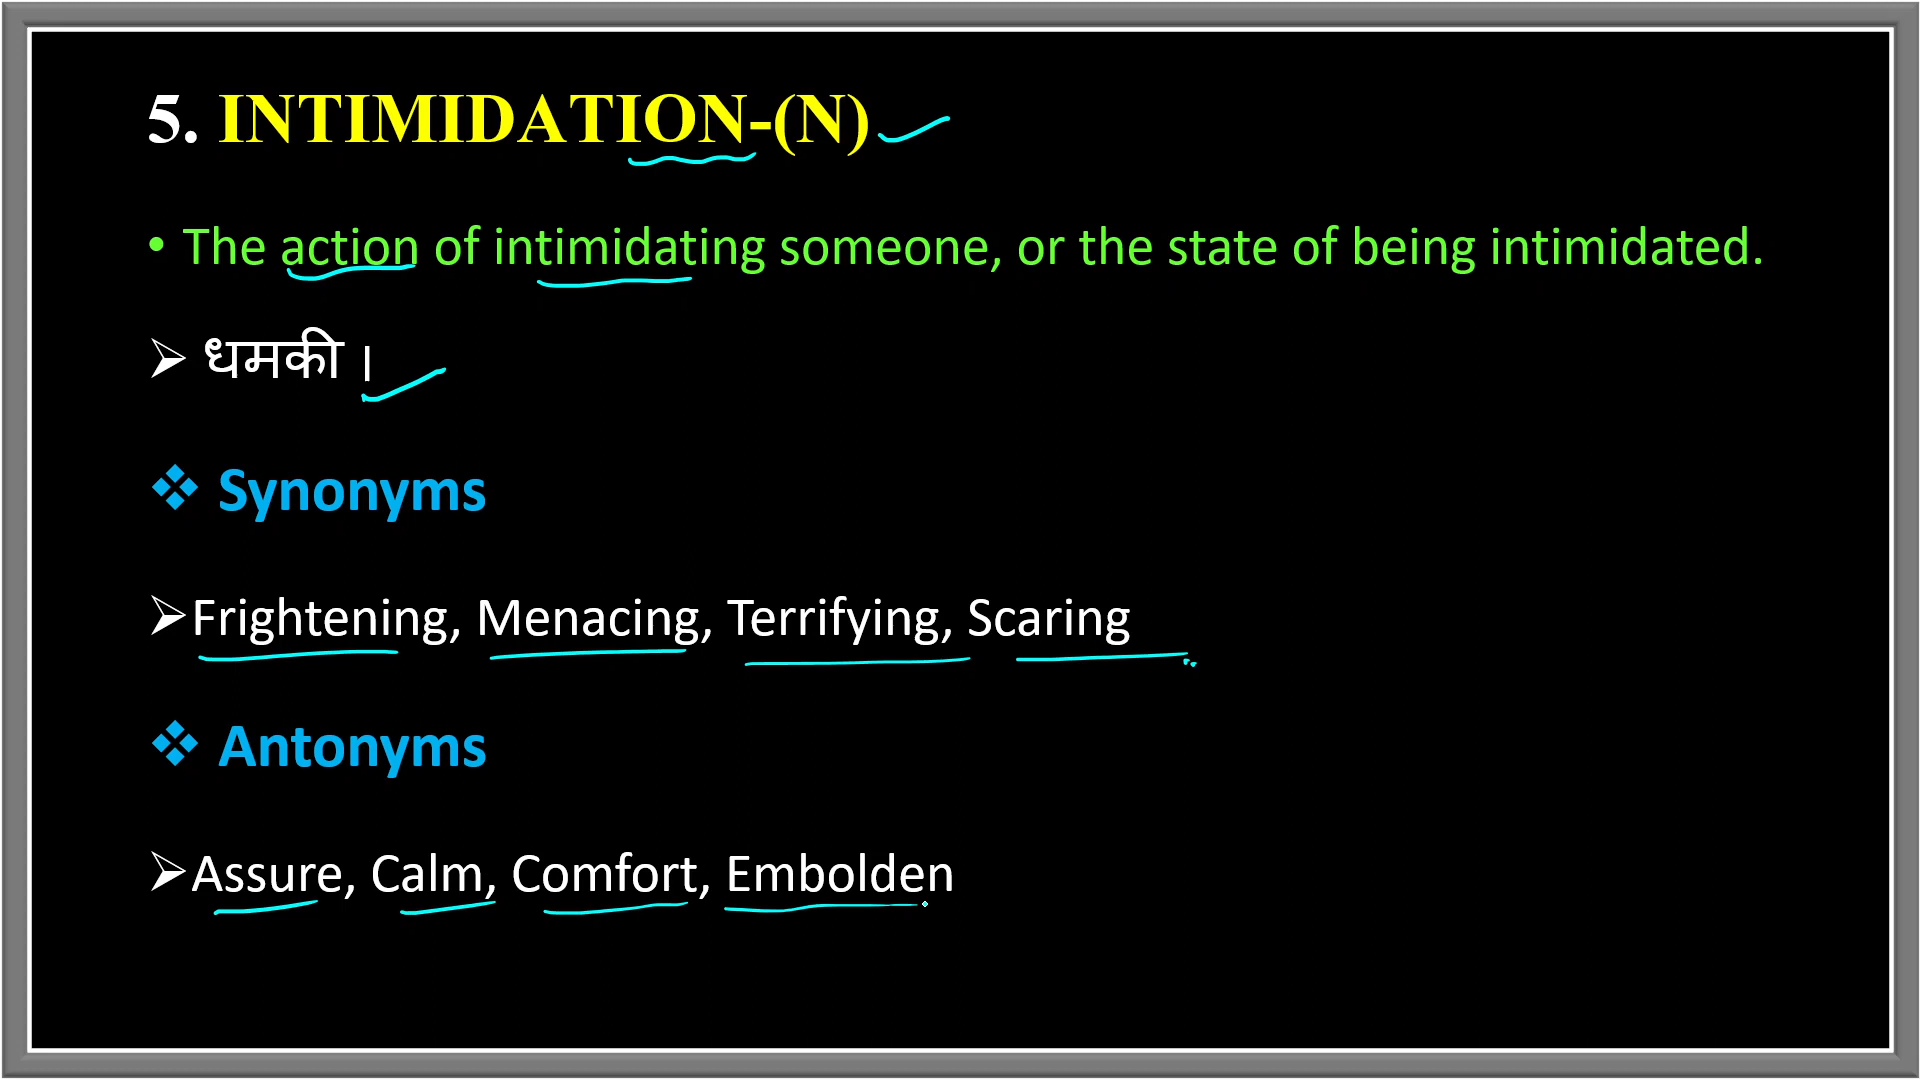 5. INTIMIDATION-(N)
• The action of intimidating someone, or the state of being intimidated.
➢ धमकी ।
❖ Synonyms
➢Frightening, Menacing, Terrifying, Scaring
❖ Antonyms
➢Assure, Calm, Comfort, Embolden